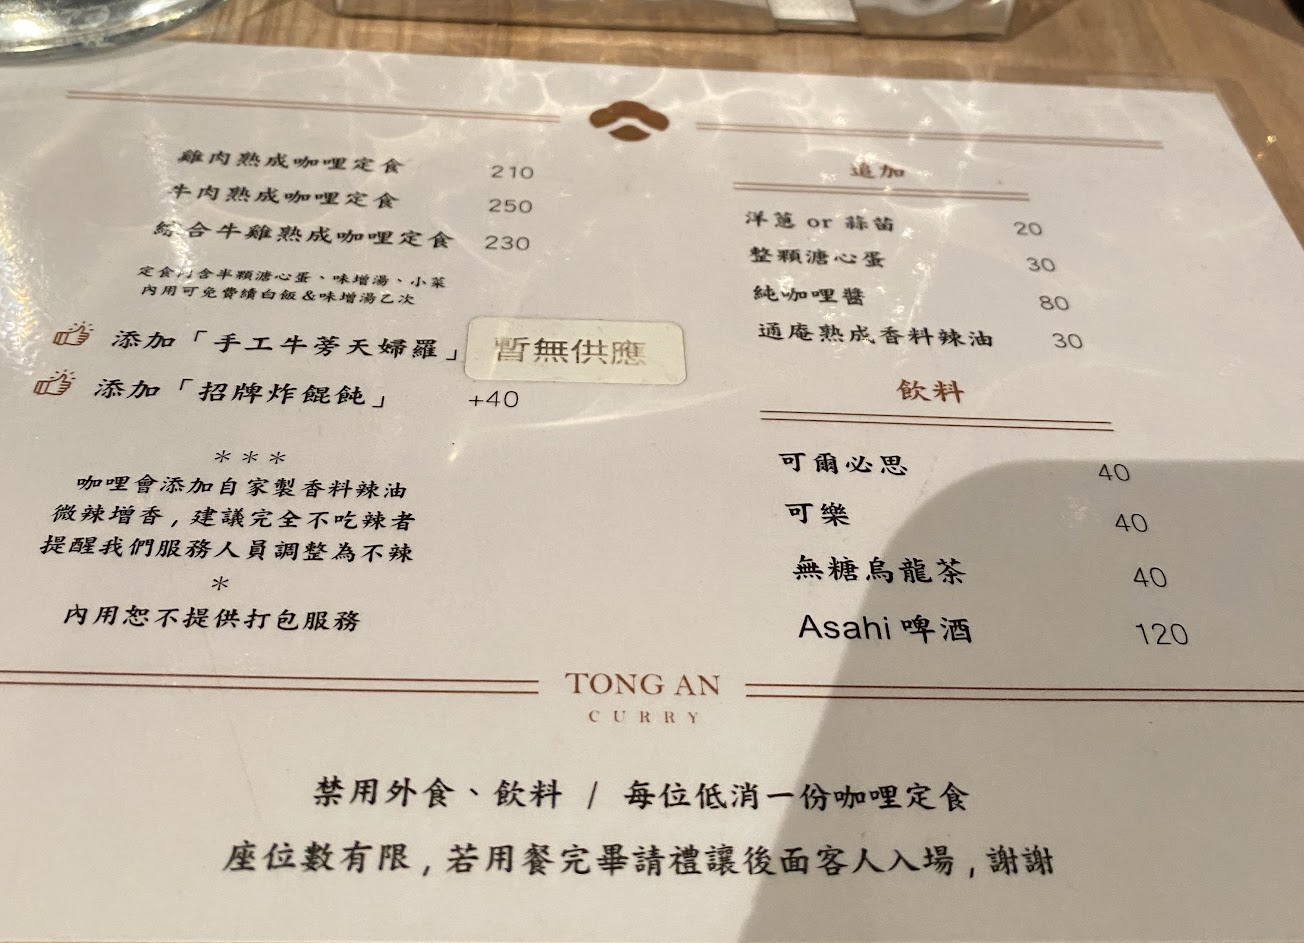 雞肉熟成咖哩定食 210
牛肉熟成咖哩定食 250
綜合牛雞熟成咖哩定食 230
定食內含半顆溏心蛋、味增湯、小菜
內用可免費續白飯&味增湯乙次
添加「手工牛蒡天婦羅」 暫無供應
添加「招牌炸餛飩」 +40
***
咖哩會添加自家製香料辣油
微辣增香,建議完全不吃辣者
提醒我們服務人員調整為不辣
*
內用恕不提供打包服務
追加
洋蔥 or 蒜苗 20
整顆溏心蛋 30
純咖哩醬 80
通庵熟成香料辣油 30
飲料
可爾必思 40
可樂 40
無糖烏龍茶 40
Asahi 啤酒 120
TONG AN
CURRY
禁用外食、飲料 / 每位低消一份咖哩定食
座位數有限,若用餐完畢請禮讓後面客人入場,謝謝